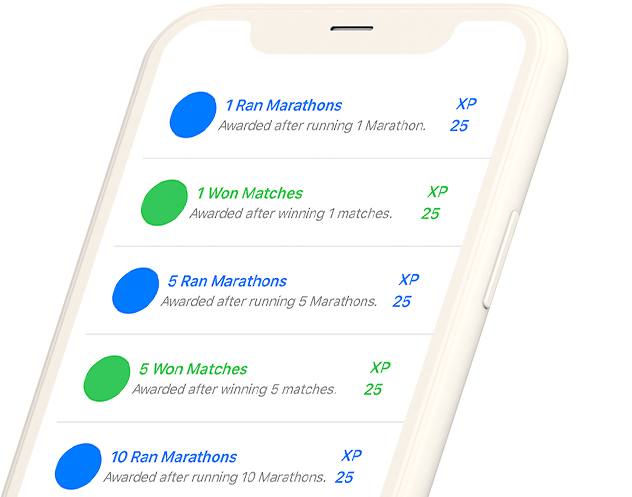 1 Ran Marathons XP
Awarded after running 1 Marathon. 25
1 Won Matches XP
Awarded after winning 1 matches. 25
5 Ran Marathons XP
Awarded after running 5 Marathons. 25
5 Won Matches XP
Awarded after winning 5 matches. 25
10 Ran Marathons XP
Awarded after running 10 Marathons. 25